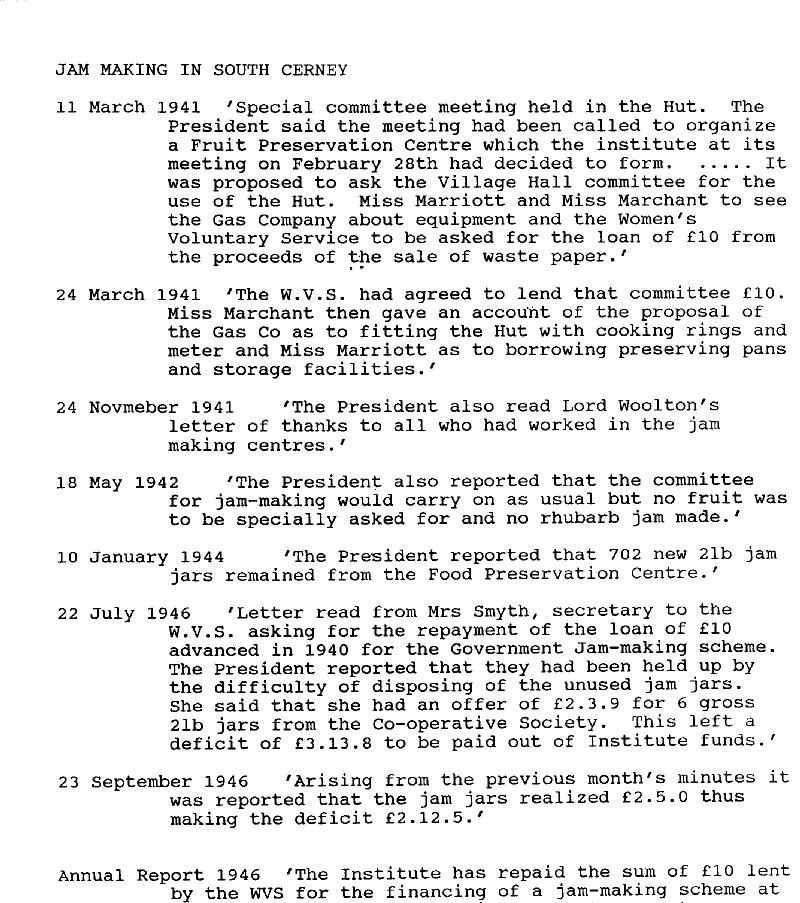 JAM MAKING IN SOUTH CERNEY
11 March 1941 'Special committee meeting held in the Hut. The
President said the meeting had been called to organize
a Fruit Preservation Centre which the institute at its
meeting on February 28th had decided to form. ..... It
was proposed to ask the Village Hall committee for the
use of the Hut. Miss Marriott and Miss Marchant to see
the Gas Company about equipment and the Women's
Voluntary Service to be asked for the loan of £10 from
the proceeds of the sale of waste paper.'
24 March 1941 'The W.V.S. had agreed to lend that committee £10.
Miss Marchant then gave an account of the proposal of
the Gas Co as to fitting the Hut with cooking rings and
meter and Miss Marriott as to borrowing preserving pans
and storage facilities.'
24 Novmeber 1941 'The President also read Lord Woolton's
letter of thanks to all who had worked in the jam
making centres.'
18 May 1942 'The President also reported that the committee
for jam-making would carry on as usual but no fruit was
to be specially asked for and no rhubarb jam made.'
10 January 1944 'The President reported that 702 new 2lb jam
jars remained from the Food Preservation Centre.'
22 July 1946 'Letter read from Mrs Smyth, secretary to the
W.V.S. asking for the repayment of the loan of £10
advanced in 1940 for the Government Jam-making scheme.
The President reported that they had been held up by
the difficulty of disposing of the unused jam jars.
She said that she had an offer of £2.3.9 for 6 gross
2lb jars from the Co-operative Society. This left a
deficit of £3.13.8 to be paid out of Institute funds.'
23 September 1946 'Arising from the previous month's minutes it
was reported that the jam jars realized £2.5.0 thus
making the deficit £2.12.5.'
Annual Report 1946 'The Institute has repaid the sum of £10 lent
by the WVS for the financing of a jam-making scheme at